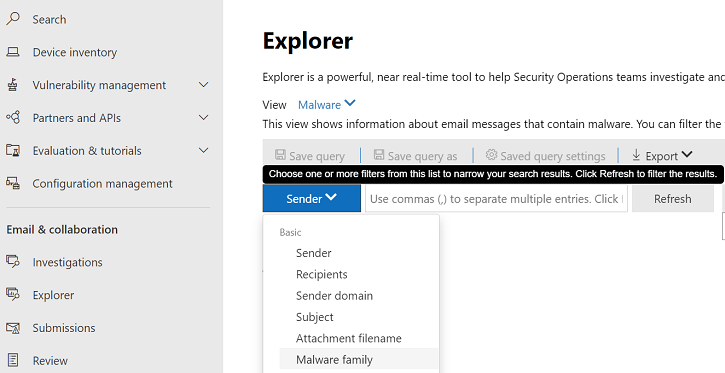 Search
Device inventory
Vulnerability management
Partners and APIs
Evaluation & tutorials
Configuration management
Email & collaboration
Investigations
Explorer
Submissions
Review
Explorer
Explorer is a powerful, near real-time tool to help Security Operations teams investigate and
View Malware
This view shows information about email messages that contain malware. You can filter the
Save query Save query as Saved query settings Export
Choose one or more filters from this list to narrow your search results. Click Refresh to filter the results.
Sender Use commas (,) to separate multiple entries. Click Refresh
Basic
Sender
Recipients
Sender domain
Subject
Attachment filename
Malware family